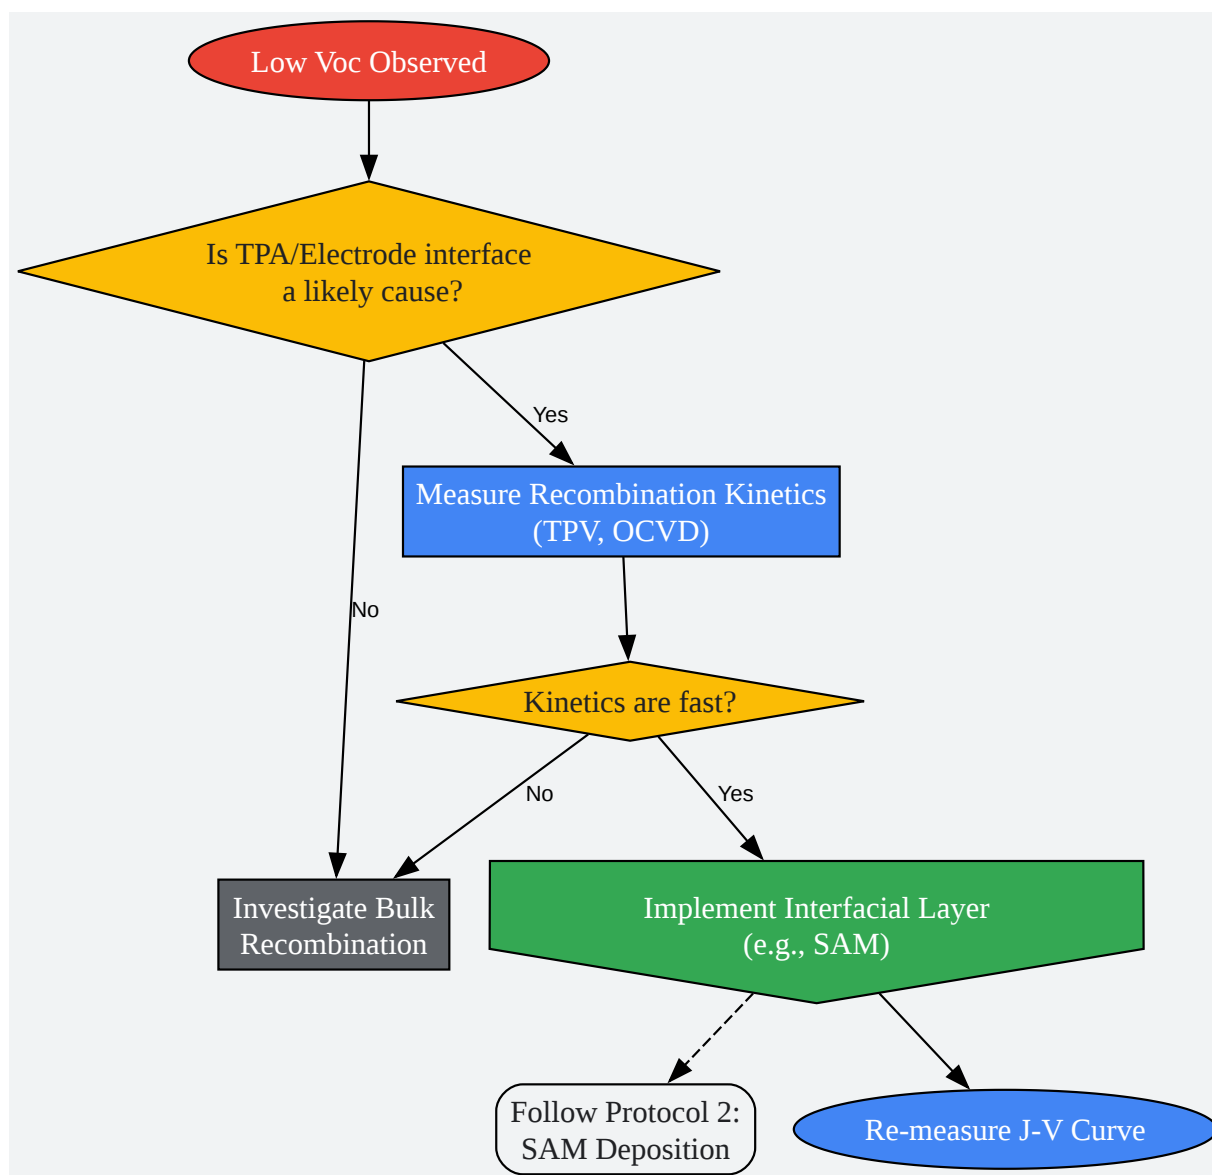 Low Voc Observed
Is TPA/Electrode interface
a likely cause?
Yes
Measure Recombination Kinetics
(TPV, OCVD)
No
Kinetics are fast?
No
Yes
Investigate Bulk
Recombination
Implement Interfacial Layer
(e.g., SAM)
Follow Protocol 2:
SAM Deposition
Re-measure J-V Curve